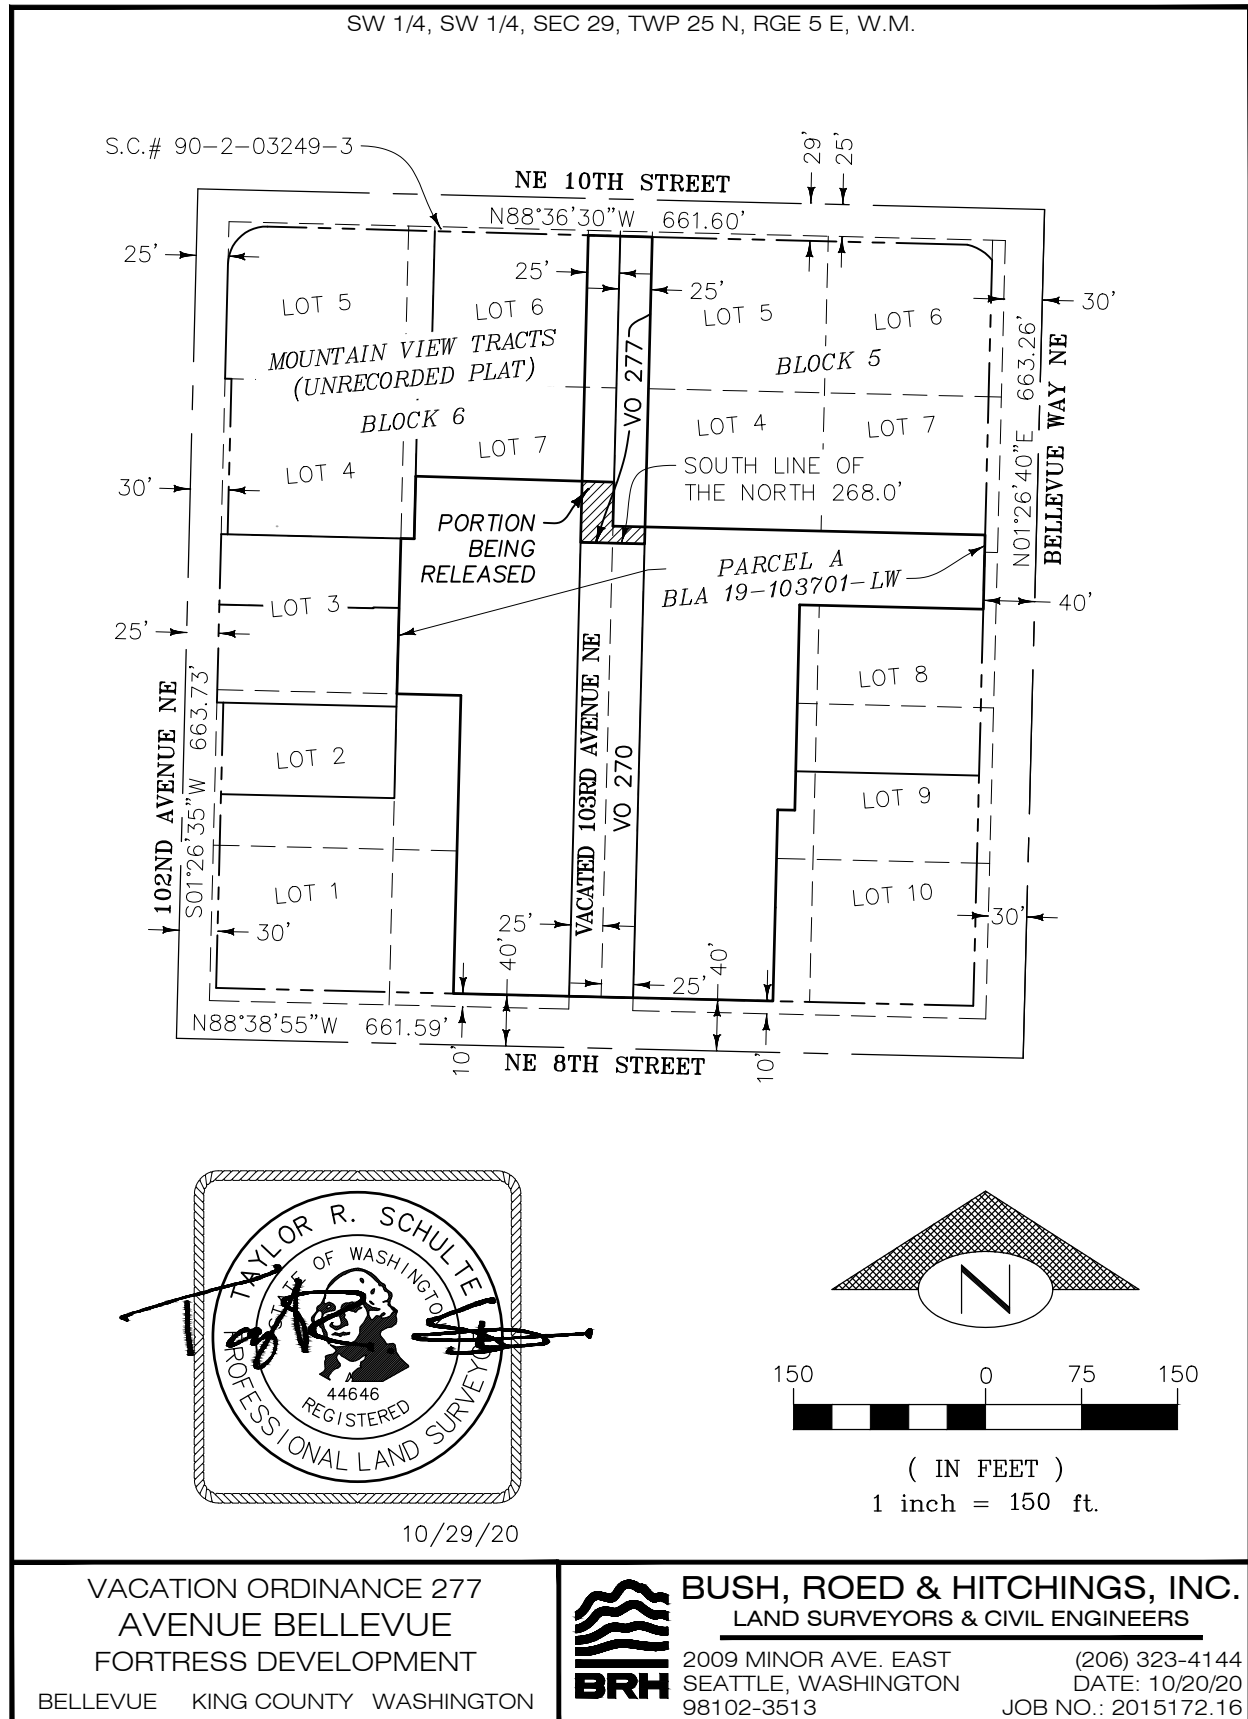 SW 1/4, SW 1/4, SEC 29, TWP 25 N, RGE 5 E, W.M.
S.C.# 90-2-03249-3
29'
25'
NE 10TH STREET
N88°36'30"W 661.60'
25'
25'
25'
30'
LOT 5
LOT 6
LOT 5
LOT 6
MOUNTAIN VIEW TRACTS
(UNRECORDED PLAT)
BLOCK 6
VO 277
BLOCK 5
N01°26'40"E 663.26'
BELLEVUE WAY NE
LOT 4
LOT 7
LOT 4
LOT 7
30'
SOUTH LINE OF
THE NORTH 268.0'
PORTION
BEING
RELEASED
PARCEL A
BLA 19-103701-LW
LOT 3
40'
25'
102ND AVENUE NE
S01°26'35"W 663.73'
VACATED 103RD AVENUE NE
VO 270
LOT 8
LOT 2
LOT 9
LOT 1
LOT 10
30'
25'
40'
25'
40'
30'
N88°38'55"W 661.59'
10'
NE 8TH STREET
10'
TAYLOR R. SCHULTE
STATE OF WASHINGTON
44646
REGISTERED
PROFESSIONAL LAND SURVEYOR
10/29/20
N
150 0 75 150
( IN FEET )
1 inch = 150 ft.
VACATION ORDINANCE 277
AVENUE BELLEVUE
FORTRESS DEVELOPMENT
BELLEVUE KING COUNTY WASHINGTON
BRH
BUSH, ROED & HITCHINGS, INC.
LAND SURVEYORS & CIVIL ENGINEERS
2009 MINOR AVE. EAST (206) 323-4144
SEATTLE, WASHINGTON DATE: 10/20/20
98102-3513 JOB NO.: 2015172.16